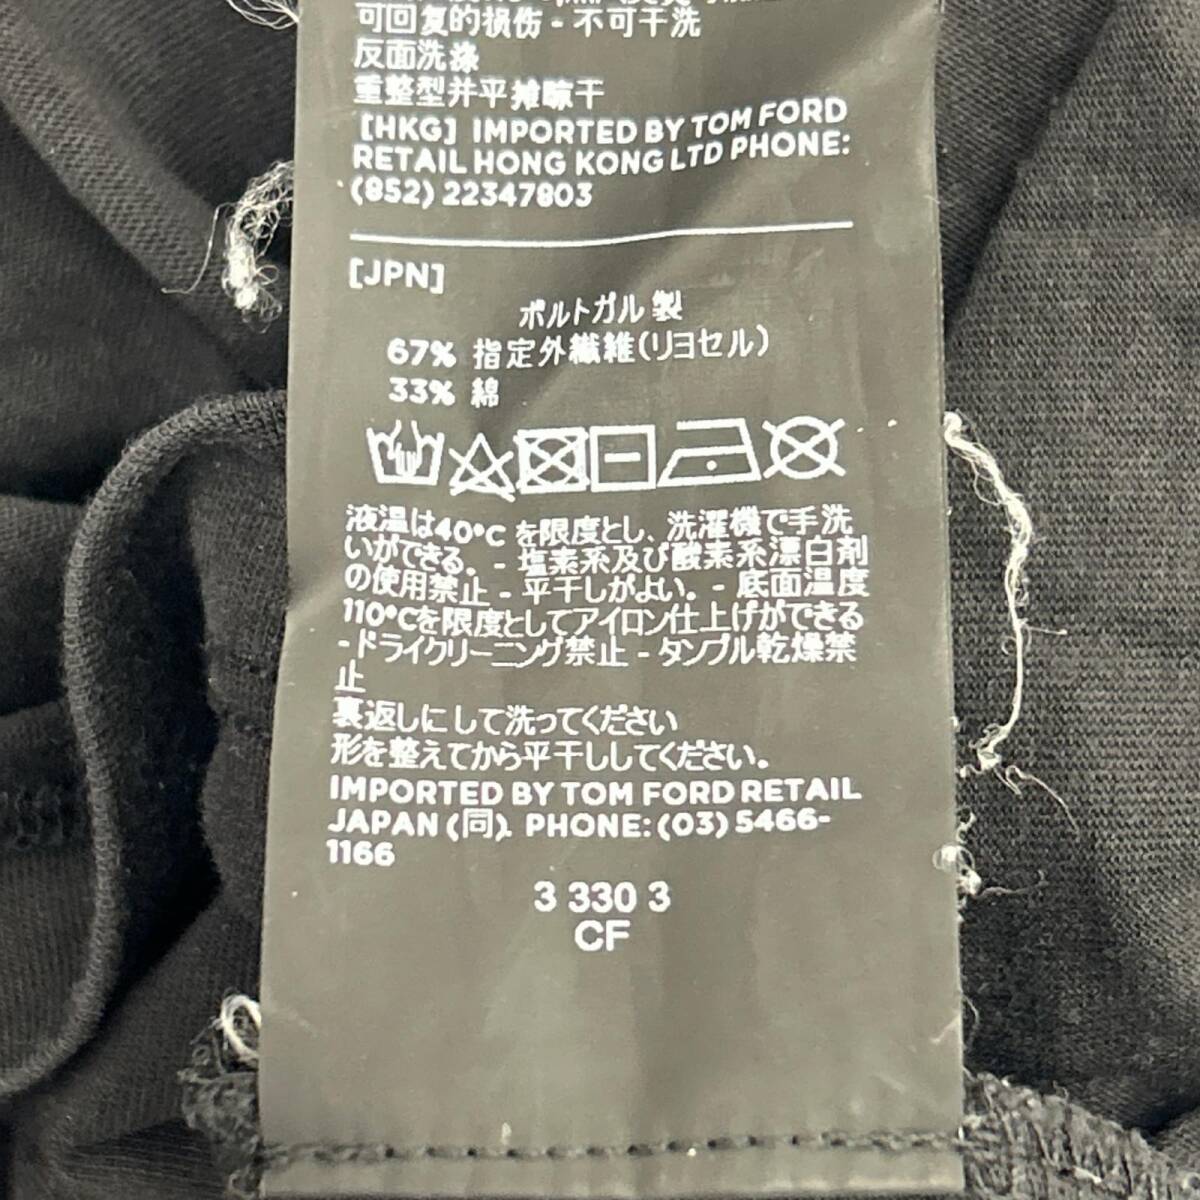 可回复的损伤 - 不可干洗
反面洗涤
重整型并平摊晾干
[HKG] IMPORTED BY TOM FORD
RETAIL HONG KONG LTD PHONE:
(852) 22347803
[JPN]
ポルトガル 製
67% 指定外繊維(リヨセル)
33% 綿
液温は40°C を限度とし、洗濯機で手洗
いができる。 - 塩素系及び酸素系漂白剤
の使用禁止 - 平干しがよい。 - 底面温度
110°Cを限度としてアイロン仕上げができる
- ドライクリーニング禁止 - タンブル乾燥禁
止
裏返しにして洗ってください
形を整えてから平干ししてください。
IMPORTED BY TOM FORD RETAIL
JAPAN (同). PHONE: (03) 5466-
1166
3 330 3
CF